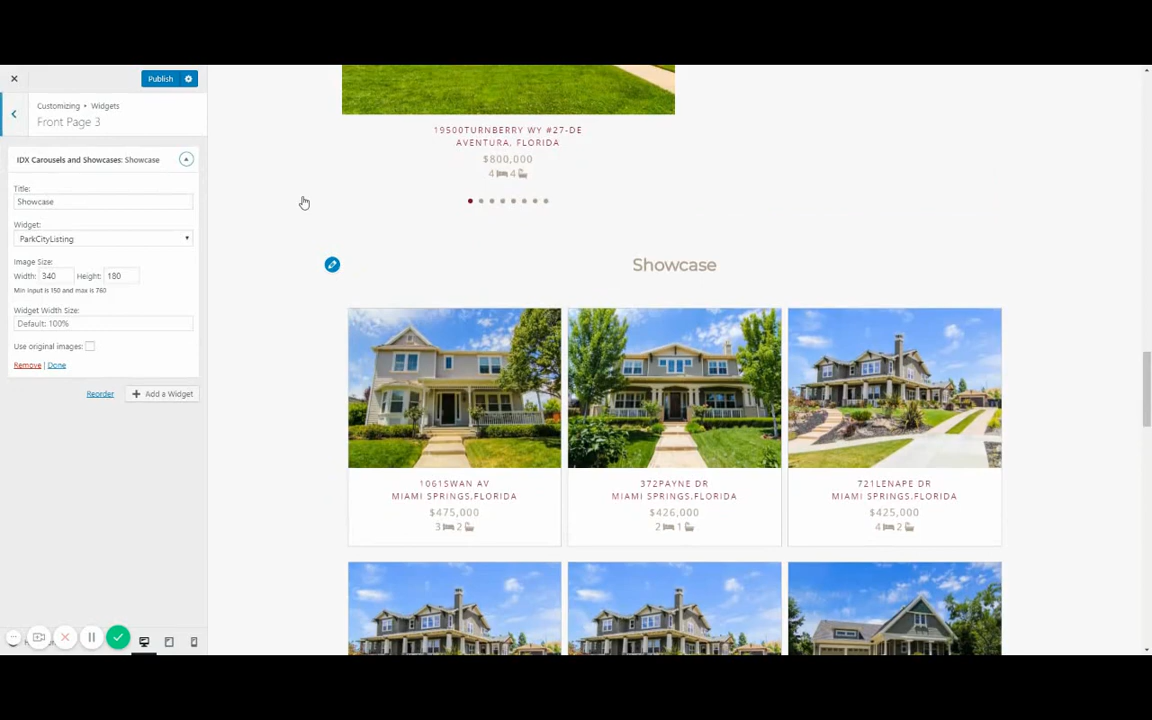 Publish
Customizing • Widgets
Front Page 3
IDX Carousels and Showcases: Showcase
Title:
Showcase
Widget:
ParkCityListing
Image Size:
Width: 340 Height: 180
Min Input is 150 and max is 760
Widget Width Size:
Default: 100%
Use original images:
Remove | Done
Reorder
Add a Widget
19500TURNBERRY WY #27-DE
AVENTURA, FLORIDA
$800,000
4 4
Showcase
1061SWAN AV
MIAMI SPRINGS,FLORIDA
$475,000
3 2
372PAYNE DR
MIAMI SPRINGS,FLORIDA
$426,000
2 1
721LENAPE DR
MIAMI SPRINGS,FLORIDA
$425,000
4 2